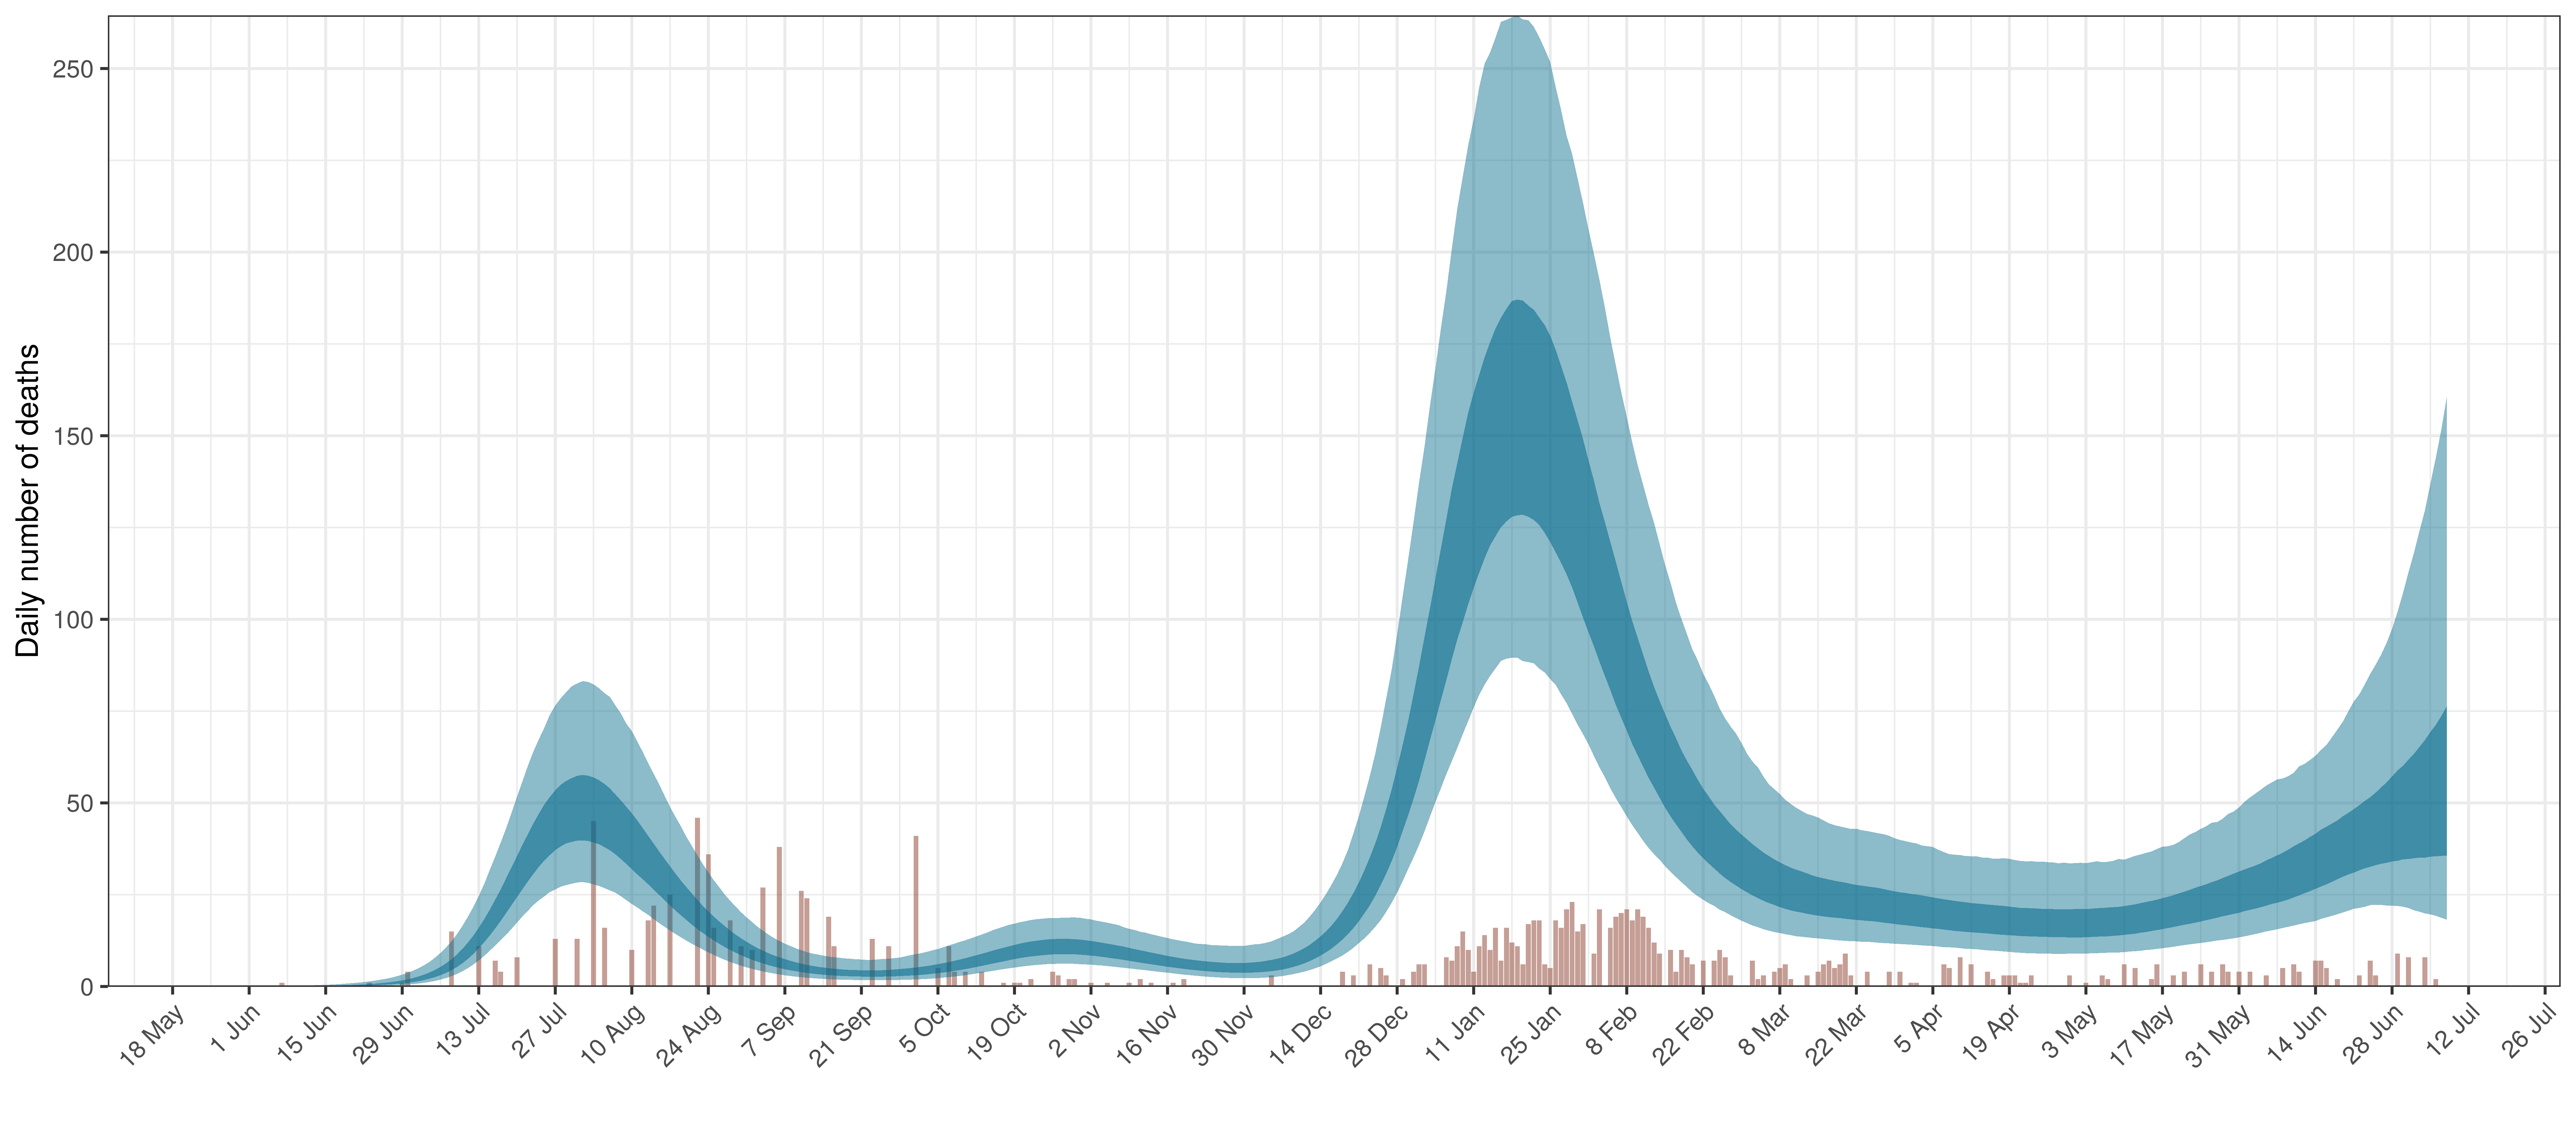 Daily number of deaths
250
200
150
100
50
0
18 May
1 Jun
15 Jun
29 Jun
13 Jul
27 Jul
10 Aug
24 Aug
7 Sep
21 Sep
5 Oct
19 Oct
2 Nov
16 Nov
30 Nov
14 Dec
28 Dec
11 Jan
25 Jan
8 Feb
22 Feb
8 Mar
22 Mar
5 Apr
19 Apr
3 May
17 May
31 May
14 Jun
28 Jun
12 Jul
26 Jul